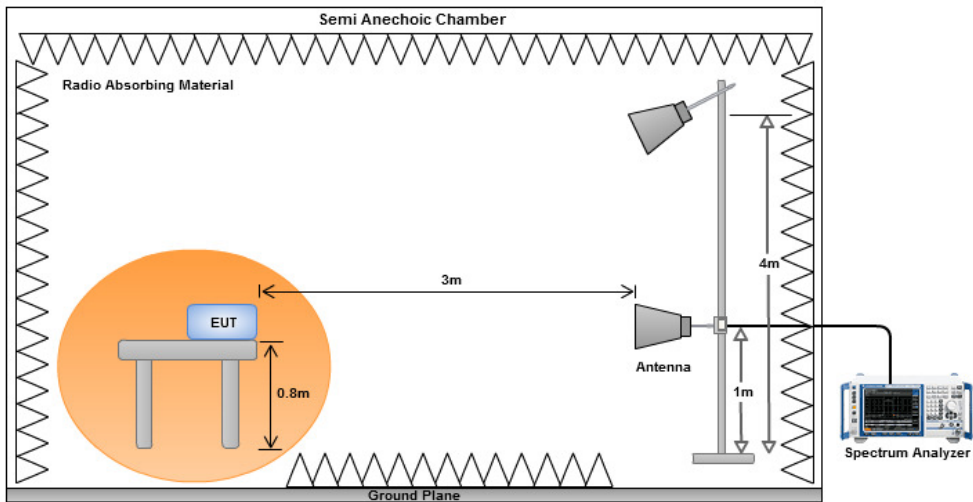 Semi Anechoic Chamber
Radio Absorbing Material
4m
3m
EUT
Antenna
0.8m
1m
Spectrum Analyzer
Ground Plane